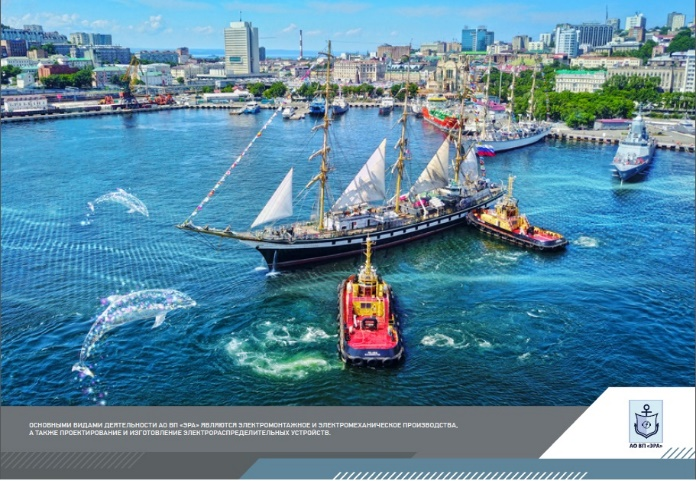 ОСНОВНЫМИ ВИДАМИ ДЕЯТЕЛЬНОСТИ АО ВП «ЭРА» ЯВЛЯЮТСЯ ЭЛЕКТРОМОНТАЖНОЕ И ЭЛЕКТРОМЕХАНИЧЕСКОЕ ПРОИЗВОДСТВА,
А ТАКЖЕ ПРОЕКТИРОВАНИЕ И ИЗГОТОВЛЕНИЕ ЭЛЕКТРОРАСПРЕДЕЛИТЕЛЬНЫХ УСТРОЙСТВ.
АО ВП «ЭРА»